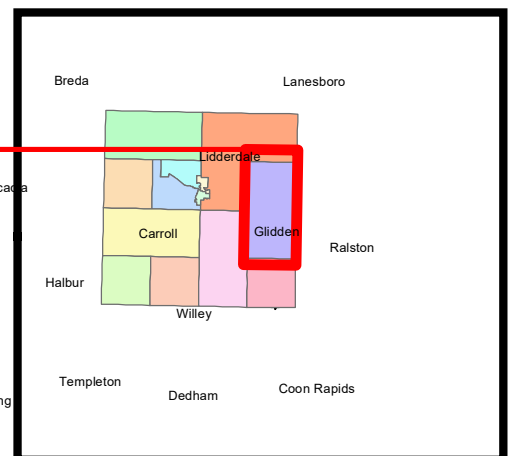 Breda
Lanesboro
Lidderdale
Carroll
Glidden
Ralston
Halbur
Willey
Templeton
Dedham
Coon Rapids